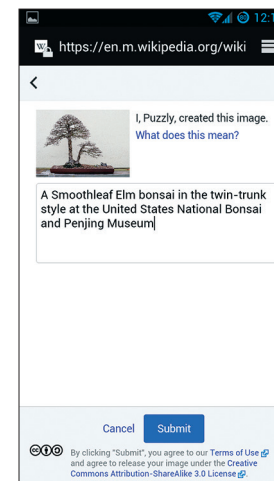 12:1
https://en.m.wikipedia.org/wiki
I, Puzzly, created this image.
What does this mean?
A Smoothleaf Elm bonsai in the twin-trunk
style at the United States National Bonsai
and Penjing Museum
Cancel
Submit
By clicking "Submit", you agree to our Terms of Use
and agree to release your image under the Creative
Commons Attribution-ShareAlike 3.0 License